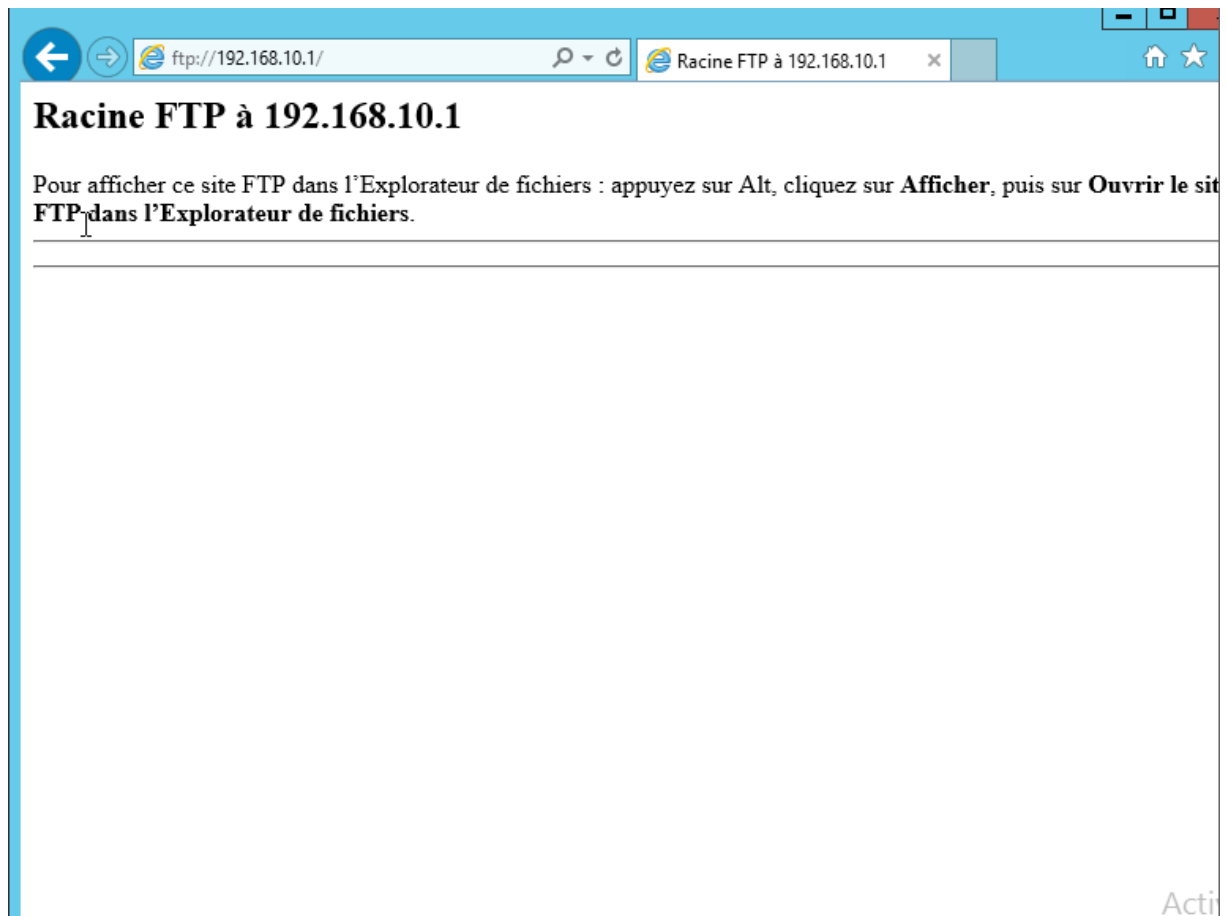 ftp://192.168.10.1/
Racine FTP à 192.168.10.1
Racine FTP à 192.168.10.1
Pour afficher ce site FTP dans l’Explorateur de fichiers : appuyez sur Alt, cliquez sur Afficher, puis sur Ouvrir le sit
FTP dans l’Explorateur de fichiers.
Acti